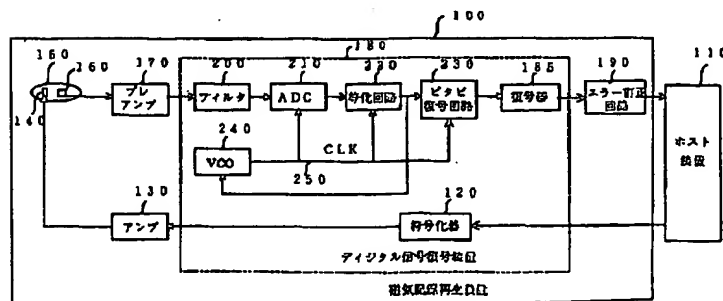 100
180
110
150
160
170
200
210
220
230
185
190
140
プレ
アンプ
フィルタ
ADC
等化回路
ビタビ
復号回路
復号器
エラー訂正
回路
240
VCO
CLK
250
ホスト
装置
130
アンプ
120
符号化器
ディジタル信号復号装置
磁気記録再生装置